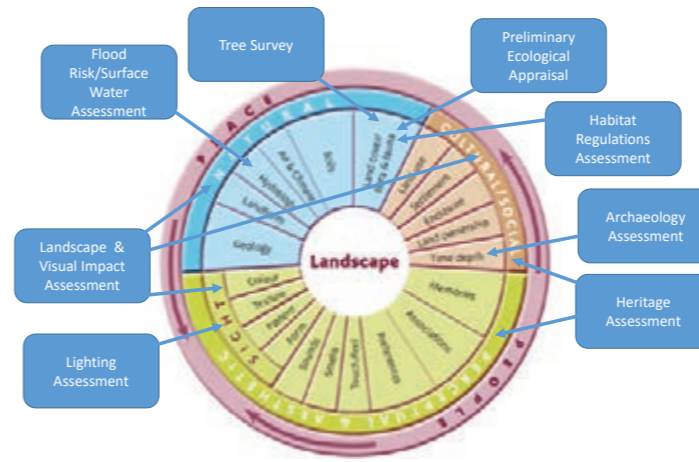 Flood
Risk/Surface
Water
Assessment
Tree Survey
Preliminary
Ecological
Appraisal
Habitat
Regulations
Assessment
Archaeology
Assessment
Heritage
Assessment
Landscape &
Visual Impact
Assessment
Lighting
Assessment
PLACE
NATURAL
CULTURAL/SOCIAL
PEOPLE
PERCEPTUAL & AESTHETIC
SIGHT
Landscape
Geology
Landform
Hydrology
Air & Climate
Soils
Land cover
flora & fauna
Land use
Settlement
Enclosure
Land ownership
Time depth
Memories
Associations
Preferences
Touch/Feel
Smells
Sounds
Form
Pattern
Texture
Colour